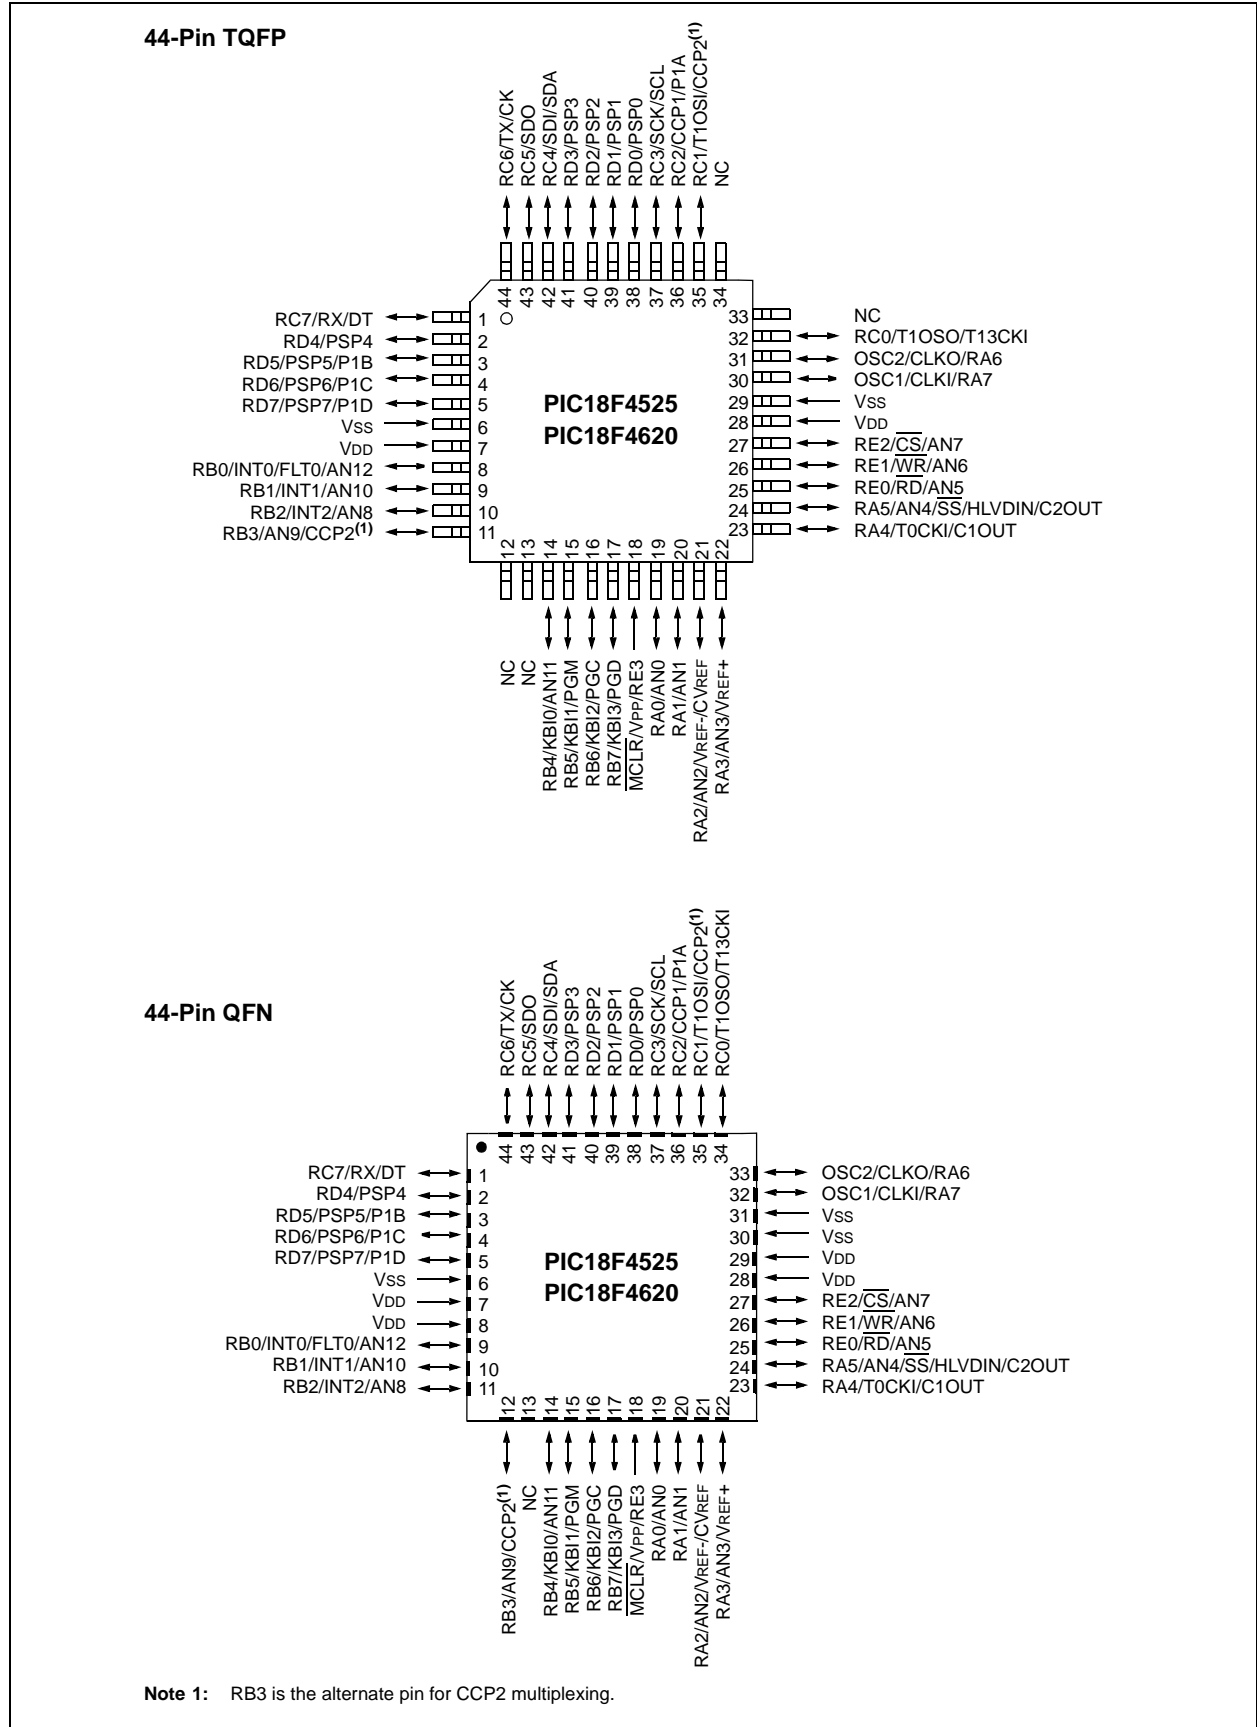 44-Pin TQFP
RC6/TX/CK
RC5/SDO
RC4/SDI/SDA
RD3/PSP3
RD2/PSP2
RD1/PSP1
RD0/PSP0
RC3/SCK/SCL
RC2/CCP1/P1A
RC1/T1OSI/CCP2(1)
NC
44
43
42
41
40
39
38
37
36
35
34
RC7/RX/DT 1
RD4/PSP4 2
RD5/PSP5/P1B 3
RD6/PSP6/P1C 4
RD7/PSP7/P1D 5
VSS 6
VDD 7
RB0/INT0/FLT0/AN12 8
RB1/INT1/AN10 9
RB2/INT2/AN8 10
RB3/AN9/CCP2(1) 11
PIC18F4525
PIC18F4620
33 NC
32 RC0/T1OSO/T13CKI
31 OSC2/CLKO/RA6
30 OSC1/CLKI/RA7
29 VSS
28 VDD
27 RE2/CS/AN7
26 RE1/WR/AN6
25 RE0/RD/AN5
24 RA5/AN4/SS/HLVDIN/C2OUT
23 RA4/T0CKI/C1OUT
12
13
14
15
16
17
18
19
20
21
22
NC
NC
RB4/KBI0/AN11
RB5/KBI1/PGM
RB6/KBI2/PGC
RB7/KBI3/PGD
MCLR/VPP/RE3
RA0/AN0
RA1/AN1
RA2/AN2/VREF-/CVREF
RA3/AN3/VREF+
44-Pin QFN
RC6/TX/CK
RC5/SDO
RC4/SDI/SDA
RD3/PSP3
RD2/PSP2
RD1/PSP1
RD0/PSP0
RC3/SCK/SCL
RC2/CCP1/P1A
RC1/T1OSI/CCP2(1)
RC0/T1OSO/T13CKI
44
43
42
41
40
39
38
37
36
35
34
RC7/RX/DT 1
RD4/PSP4 2
RD5/PSP5/P1B 3
RD6/PSP6/P1C 4
RD7/PSP7/P1D 5
VSS 6
VDD 7
VDD 8
RB0/INT0/FLT0/AN12 9
RB1/INT1/AN10 10
RB2/INT2/AN8 11
PIC18F4525
PIC18F4620
33 OSC2/CLKO/RA6
32 OSC1/CLKI/RA7
31 VSS
30 VSS
29 VDD
28 VDD
27 RE2/CS/AN7
26 RE1/WR/AN6
25 RE0/RD/AN5
24 RA5/AN4/SS/HLVDIN/C2OUT
23 RA4/T0CKI/C1OUT
12
13
14
15
16
17
18
19
20
21
22
RB3/AN9/CCP2(1)
NC
RB4/KBI0/AN11
RB5/KBI1/PGM
RB6/KBI2/PGC
RB7/KBI3/PGD
MCLR/VPP/RE3
RA0/AN0
RA1/AN1
RA2/AN2/VREF-/CVREF
RA3/AN3/VREF+
Note 1: RB3 is the alternate pin for CCP2 multiplexing.